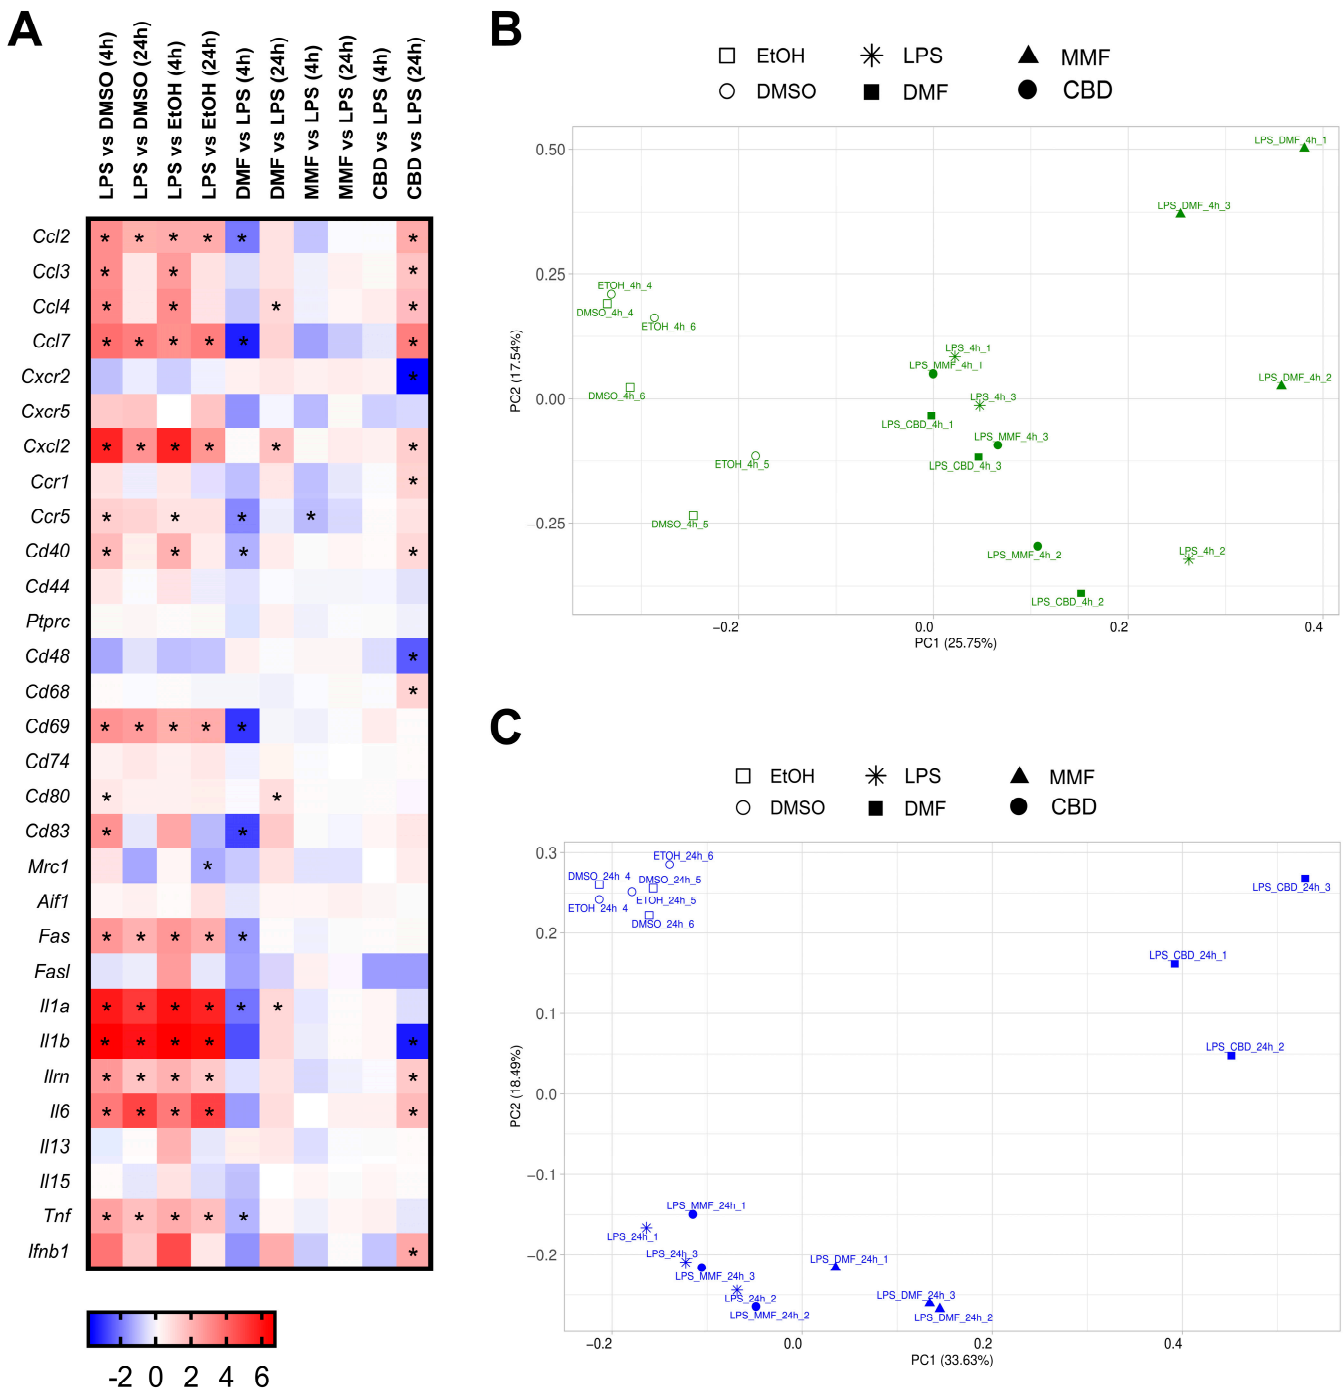 A
LPS vs DMSO (4h)
LPS vs DMSO (24h)
LPS vs EtOH (4h)
LPS vs EtOH (24h)
DMF vs LPS (4h)
DMF vs LPS (24h)
MMF vs LPS (4h)
MMF vs LPS (24h)
CBD vs LPS (4h)
CBD vs LPS (24h)
Ccl2 * * * * * *
Ccl3 * * *
Ccl4 * * * *
Ccl7 * * * * * *
Cxcr2 *
Cxcr5
Cxcl2 * * * * * *
Ccr1 *
Ccr5 * * * *
Cd40 * * * *
Cd44
Ptprc
Cd48 *
Cd68 *
Cd69 * * * * *
Cd74
Cd80 * *
Cd83 * *
Mrc1 *
Aif1
Fas * * * * *
Fasl
Il1a * * * * * *
Il1b * * * * *
Ilrn * * * * *
Il6 * * * * *
Il13
Il15
Tnf * * * * *
Ifnb1 *
-2 0 2 4 6
B
EtOH LPS MMF
DMSO DMF CBD
0.50
0.25
0.00
-0.25
PC2 (17.54%)
LPS_DMF_4h_1
LPS_DMF_4h_3
ETOH_4h_4
DMSO_4h_4
ETOH_4h_6
LPS_4h_1
LPS_MMF_4h_1
LPS_DMF_4h_2
DMSO_4h_6
LPS_4h_3
LPS_CBD_4h_1
LPS_MMF_4h_3
ETOH_4h_5
LPS_CBD_4h_3
DMSO_4h_5
LPS_MMF_4h_2
LPS_4h_2
LPS_CBD_4h_2
−0.2 0.0 0.2 0.4
PC1 (25.75%)
C
EtOH LPS MMF
DMSO DMF CBD
0.3
0.2
0.1
0.0
−0.1
−0.2
PC2 (18.49%)
ETOH_24h_6
DMSO_24h_4
DMSO_24h_5
ETOH_24h_5
ETOH_24h_4
DMSO_24h_6
LPS_CBD_24h_3
LPS_CBD_24h_1
LPS_CBD_24h_2
LPS_MMF_24h_1
LPS_24h_1
LPS_24h_3
LPS_MMF_24h_3
LPS_DMF_24h_1
LPS_24h_2
LPS_MMF_24h_2
LPS_DMF_24h_3
LPS_DMF_24h_2
−0.2 0.0 0.2 0.4
PC1 (33.63%)